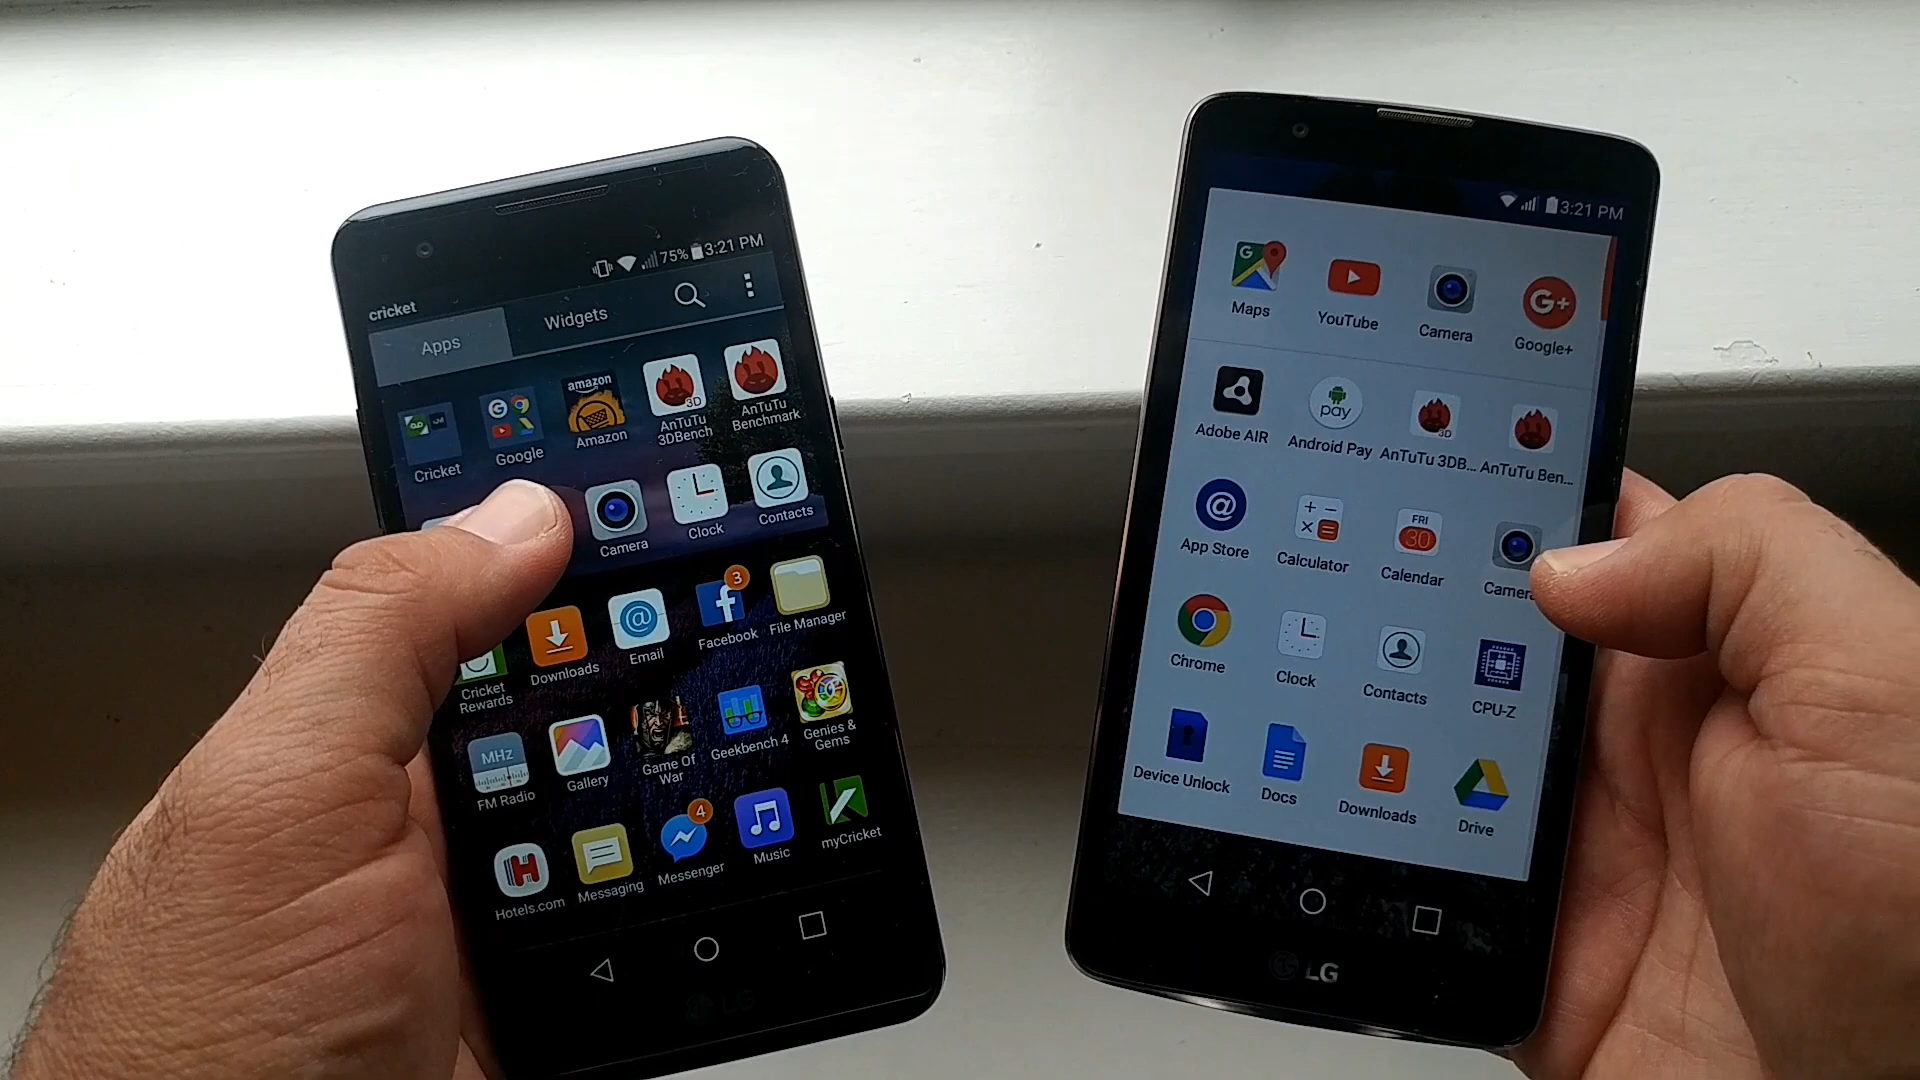 75% 3:21 PM
cricket
Apps Widgets
amazon
3D
Cricket Google Amazon AnTuTu 3DBench AnTuTu Benchmark
Camera Clock Contacts
3
Cricket Rewards Downloads Email Facebook File Manager
MHz
FM Radio Gallery Game Of War Geekbench 4 Genies & Gems
4
Hotels.com Messaging Messenger Music myCricket
LG
3:21 PM
Maps YouTube Camera Google+
pay
3D
Adobe AIR Android Pay AnTuTu 3DB... AnTuTu Ben...
FRI
30
App Store Calculator Calendar Camera
Chrome Clock Contacts CPU-Z
Device Unlock Docs Downloads Drive
LG